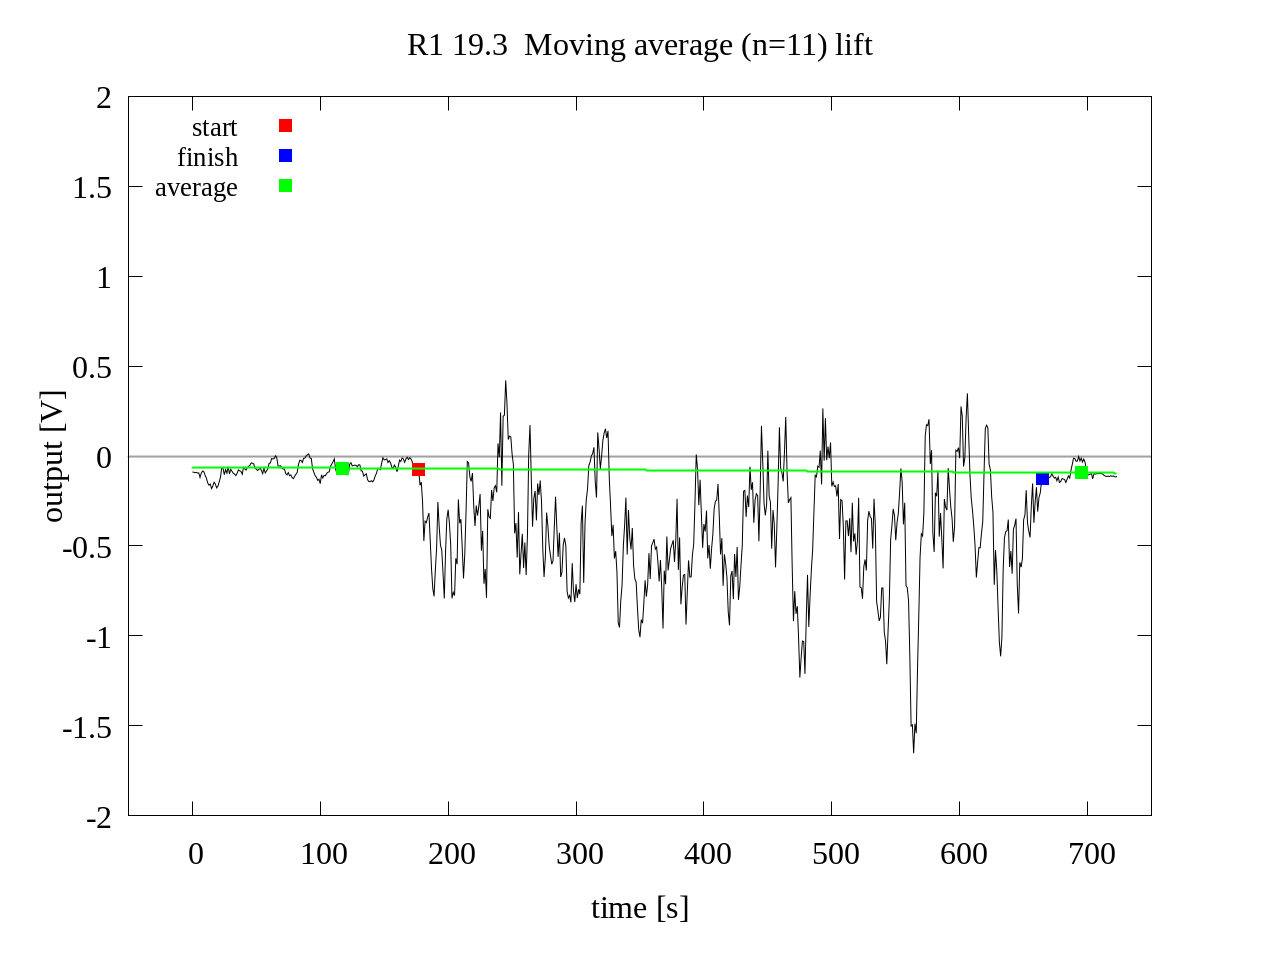 R1 19.3  Moving average (n=11) lift
start
finish
average
2
1.5
1
0.5
0
-0.5
-1
-1.5
-2
output [V]
0 100 200 300 400 500 600 700
time [s]